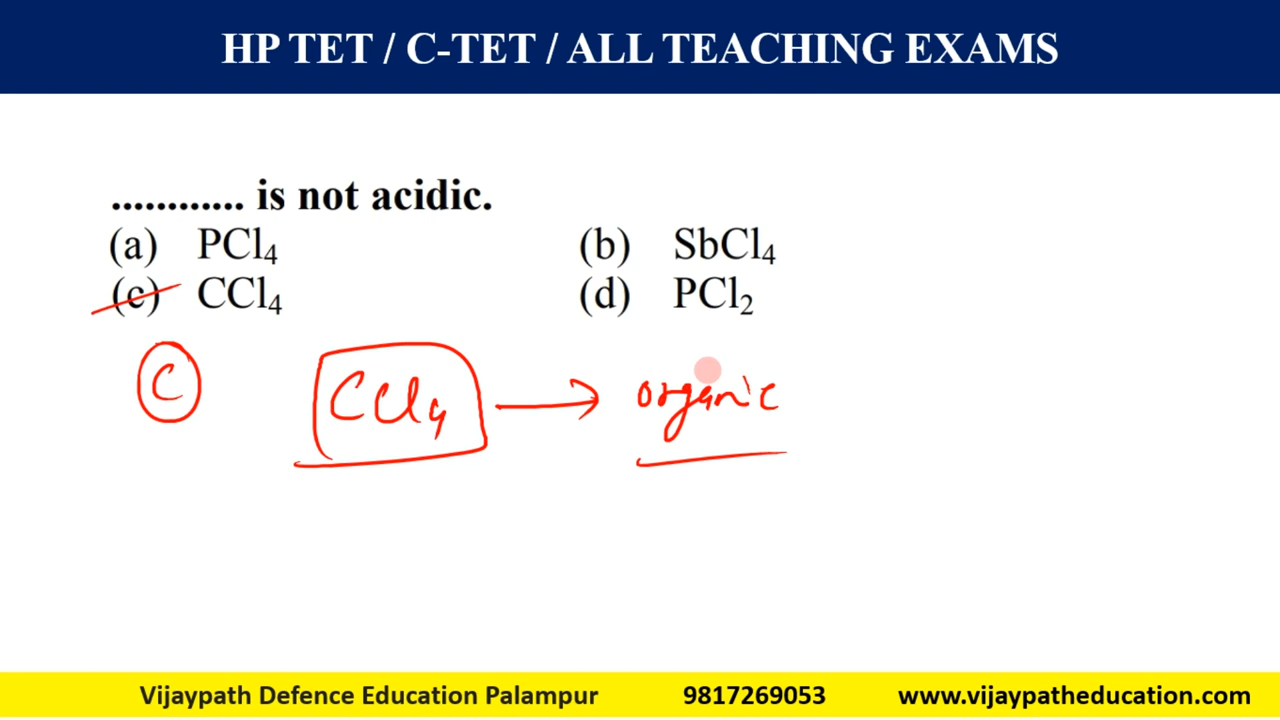 HP TET / C-TET / ALL TEACHING EXAMS
............. is not acidic.
(a) PCl₄ (b) SbCl₄
(c) CCl₄ (d) PCl₂
C CCl₄ → organic
Vijaypath Defence Education Palampur 9817269053 www.vijaypatheducation.com